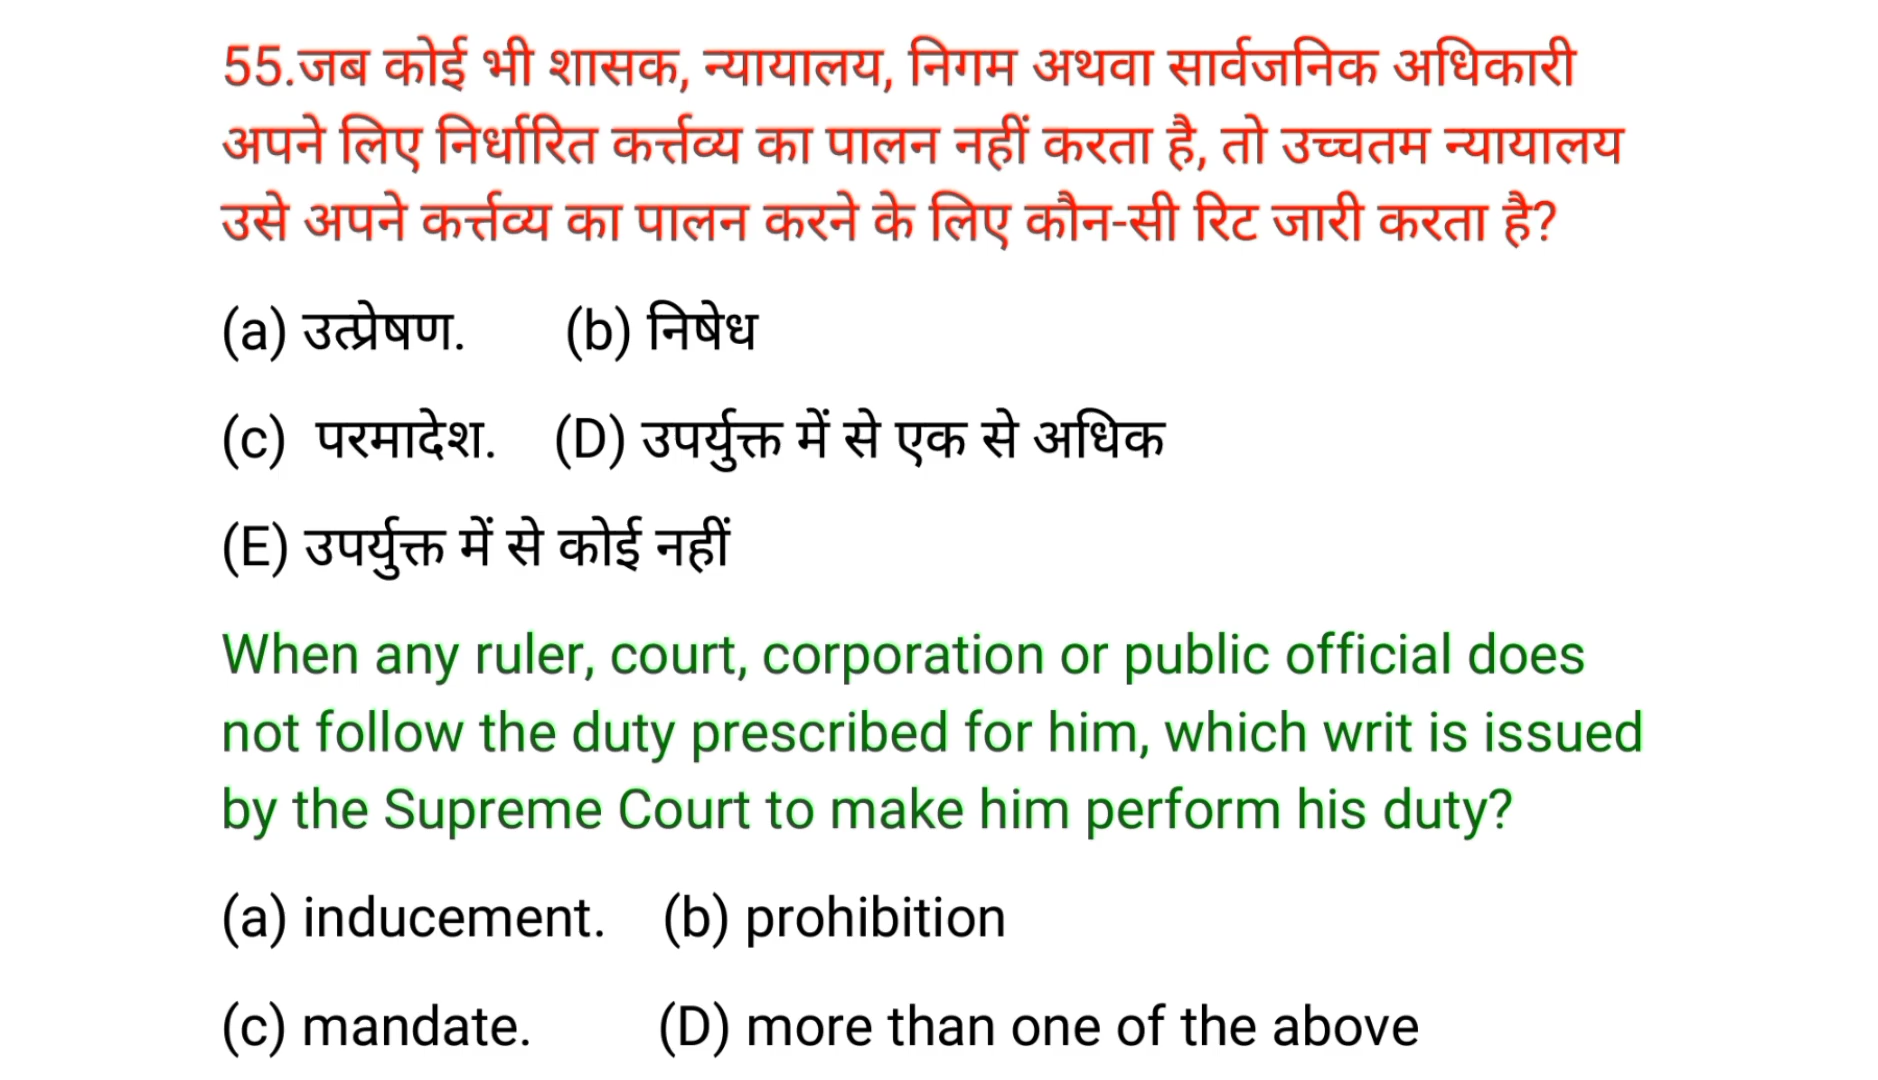 55.जब कोई भी शासक, न्यायालय, निगम अथवा सार्वजनिक अधिकारी
अपने लिए निर्धारित कर्त्तव्य का पालन नहीं करता है, तो उच्चतम न्यायालय
उसे अपने कर्त्तव्य का पालन करने के लिए कौन-सी रिट जारी करता है?
(a) उत्प्रेषण. (b) निषेध
(c) परमादेश. (D) उपर्युक्त में से एक से अधिक
(E) उपर्युक्त में से कोई नहीं
When any ruler, court, corporation or public official does
not follow the duty prescribed for him, which writ is issued
by the Supreme Court to make him perform his duty?
(a) inducement. (b) prohibition
(c) mandate. (D) more than one of the above